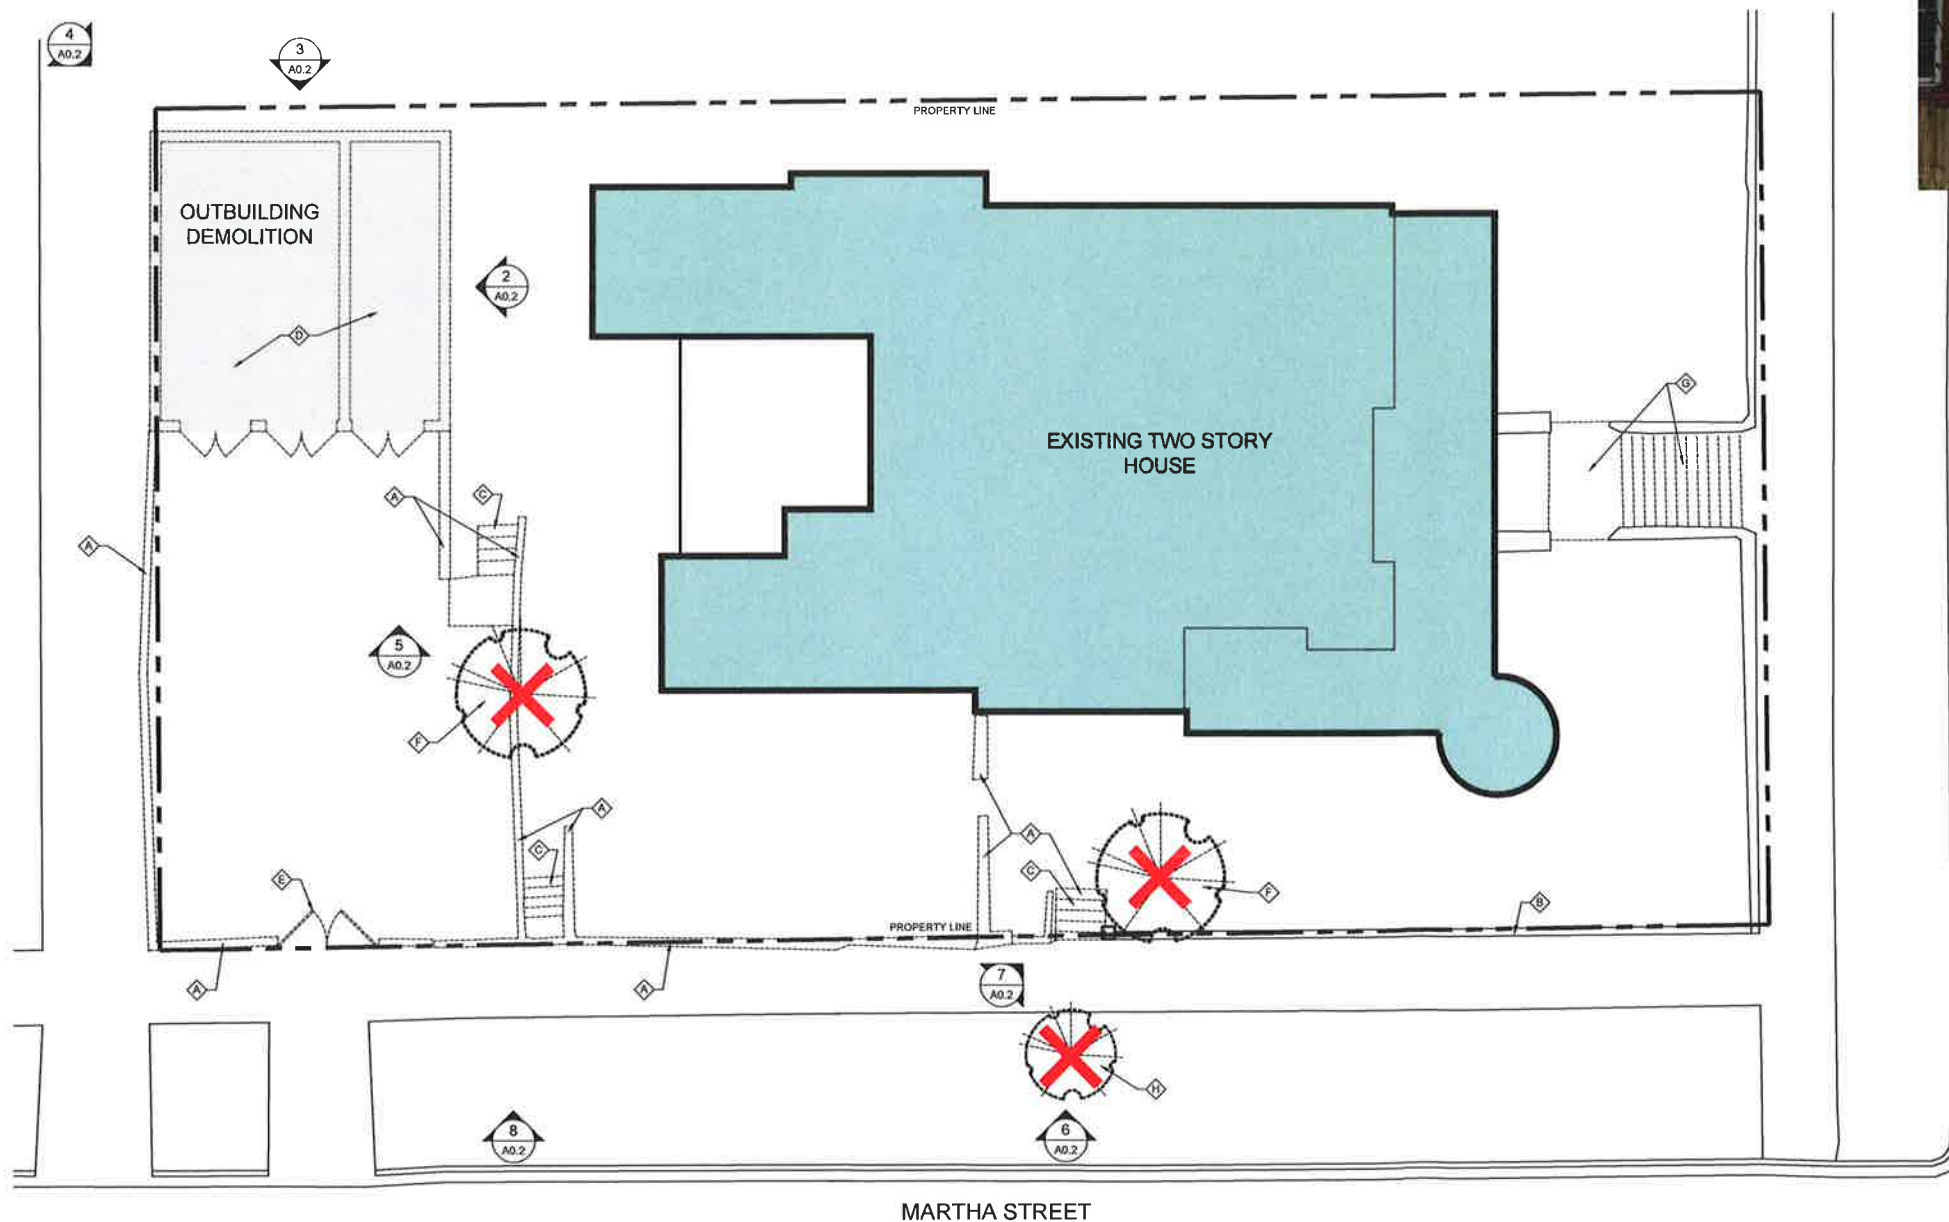 4
A0.2
3
A0.2
PROPERTY LINE
OUTBUILDING
DEMOLITION
2
A0.2
D
G
EXISTING TWO STORY
HOUSE
A
C
A
5
A0.2
F
A
A
C
C
E
F
B
PROPERTY LINE
A
A
7
A0.2
H
8
A0.2
6
A0.2
MARTHA STREET